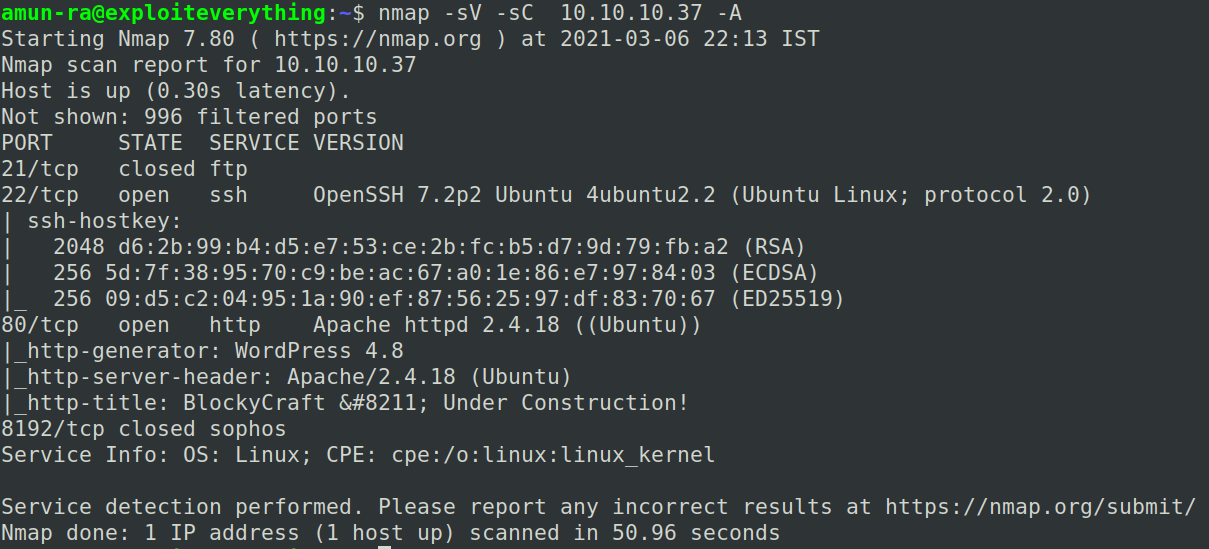 amun-ra@exploiteverything:~$ nmap -sV -sC  10.10.10.37 -A
Starting Nmap 7.80 ( https://nmap.org ) at 2021-03-06 22:13 IST
Nmap scan report for 10.10.10.37
Host is up (0.30s latency).
Not shown: 996 filtered ports
PORT     STATE  SERVICE VERSION
21/tcp   closed ftp
22/tcp   open   ssh     OpenSSH 7.2p2 Ubuntu 4ubuntu2.2 (Ubuntu Linux; protocol 2.0)
| ssh-hostkey:
|   2048 d6:2b:99:b4:d5:e7:53:ce:2b:fc:b5:d7:9d:79:fb:a2 (RSA)
|   256 5d:7f:38:95:70:c9:be:ac:67:a0:1e:86:e7:97:84:03 (ECDSA)
|_  256 09:d5:c2:04:95:1a:90:ef:87:56:25:97:df:83:70:67 (ED25519)
80/tcp   open   http    Apache httpd 2.4.18 ((Ubuntu))
|_http-generator: WordPress 4.8
|_http-server-header: Apache/2.4.18 (Ubuntu)
|_http-title: BlockyCraft &#8211; Under Construction!
8192/tcp closed sophos
Service Info: OS: Linux; CPE: cpe:/o:linux:linux_kernel

Service detection performed. Please report any incorrect results at https://nmap.org/submit/
Nmap done: 1 IP address (1 host up) scanned in 50.96 seconds